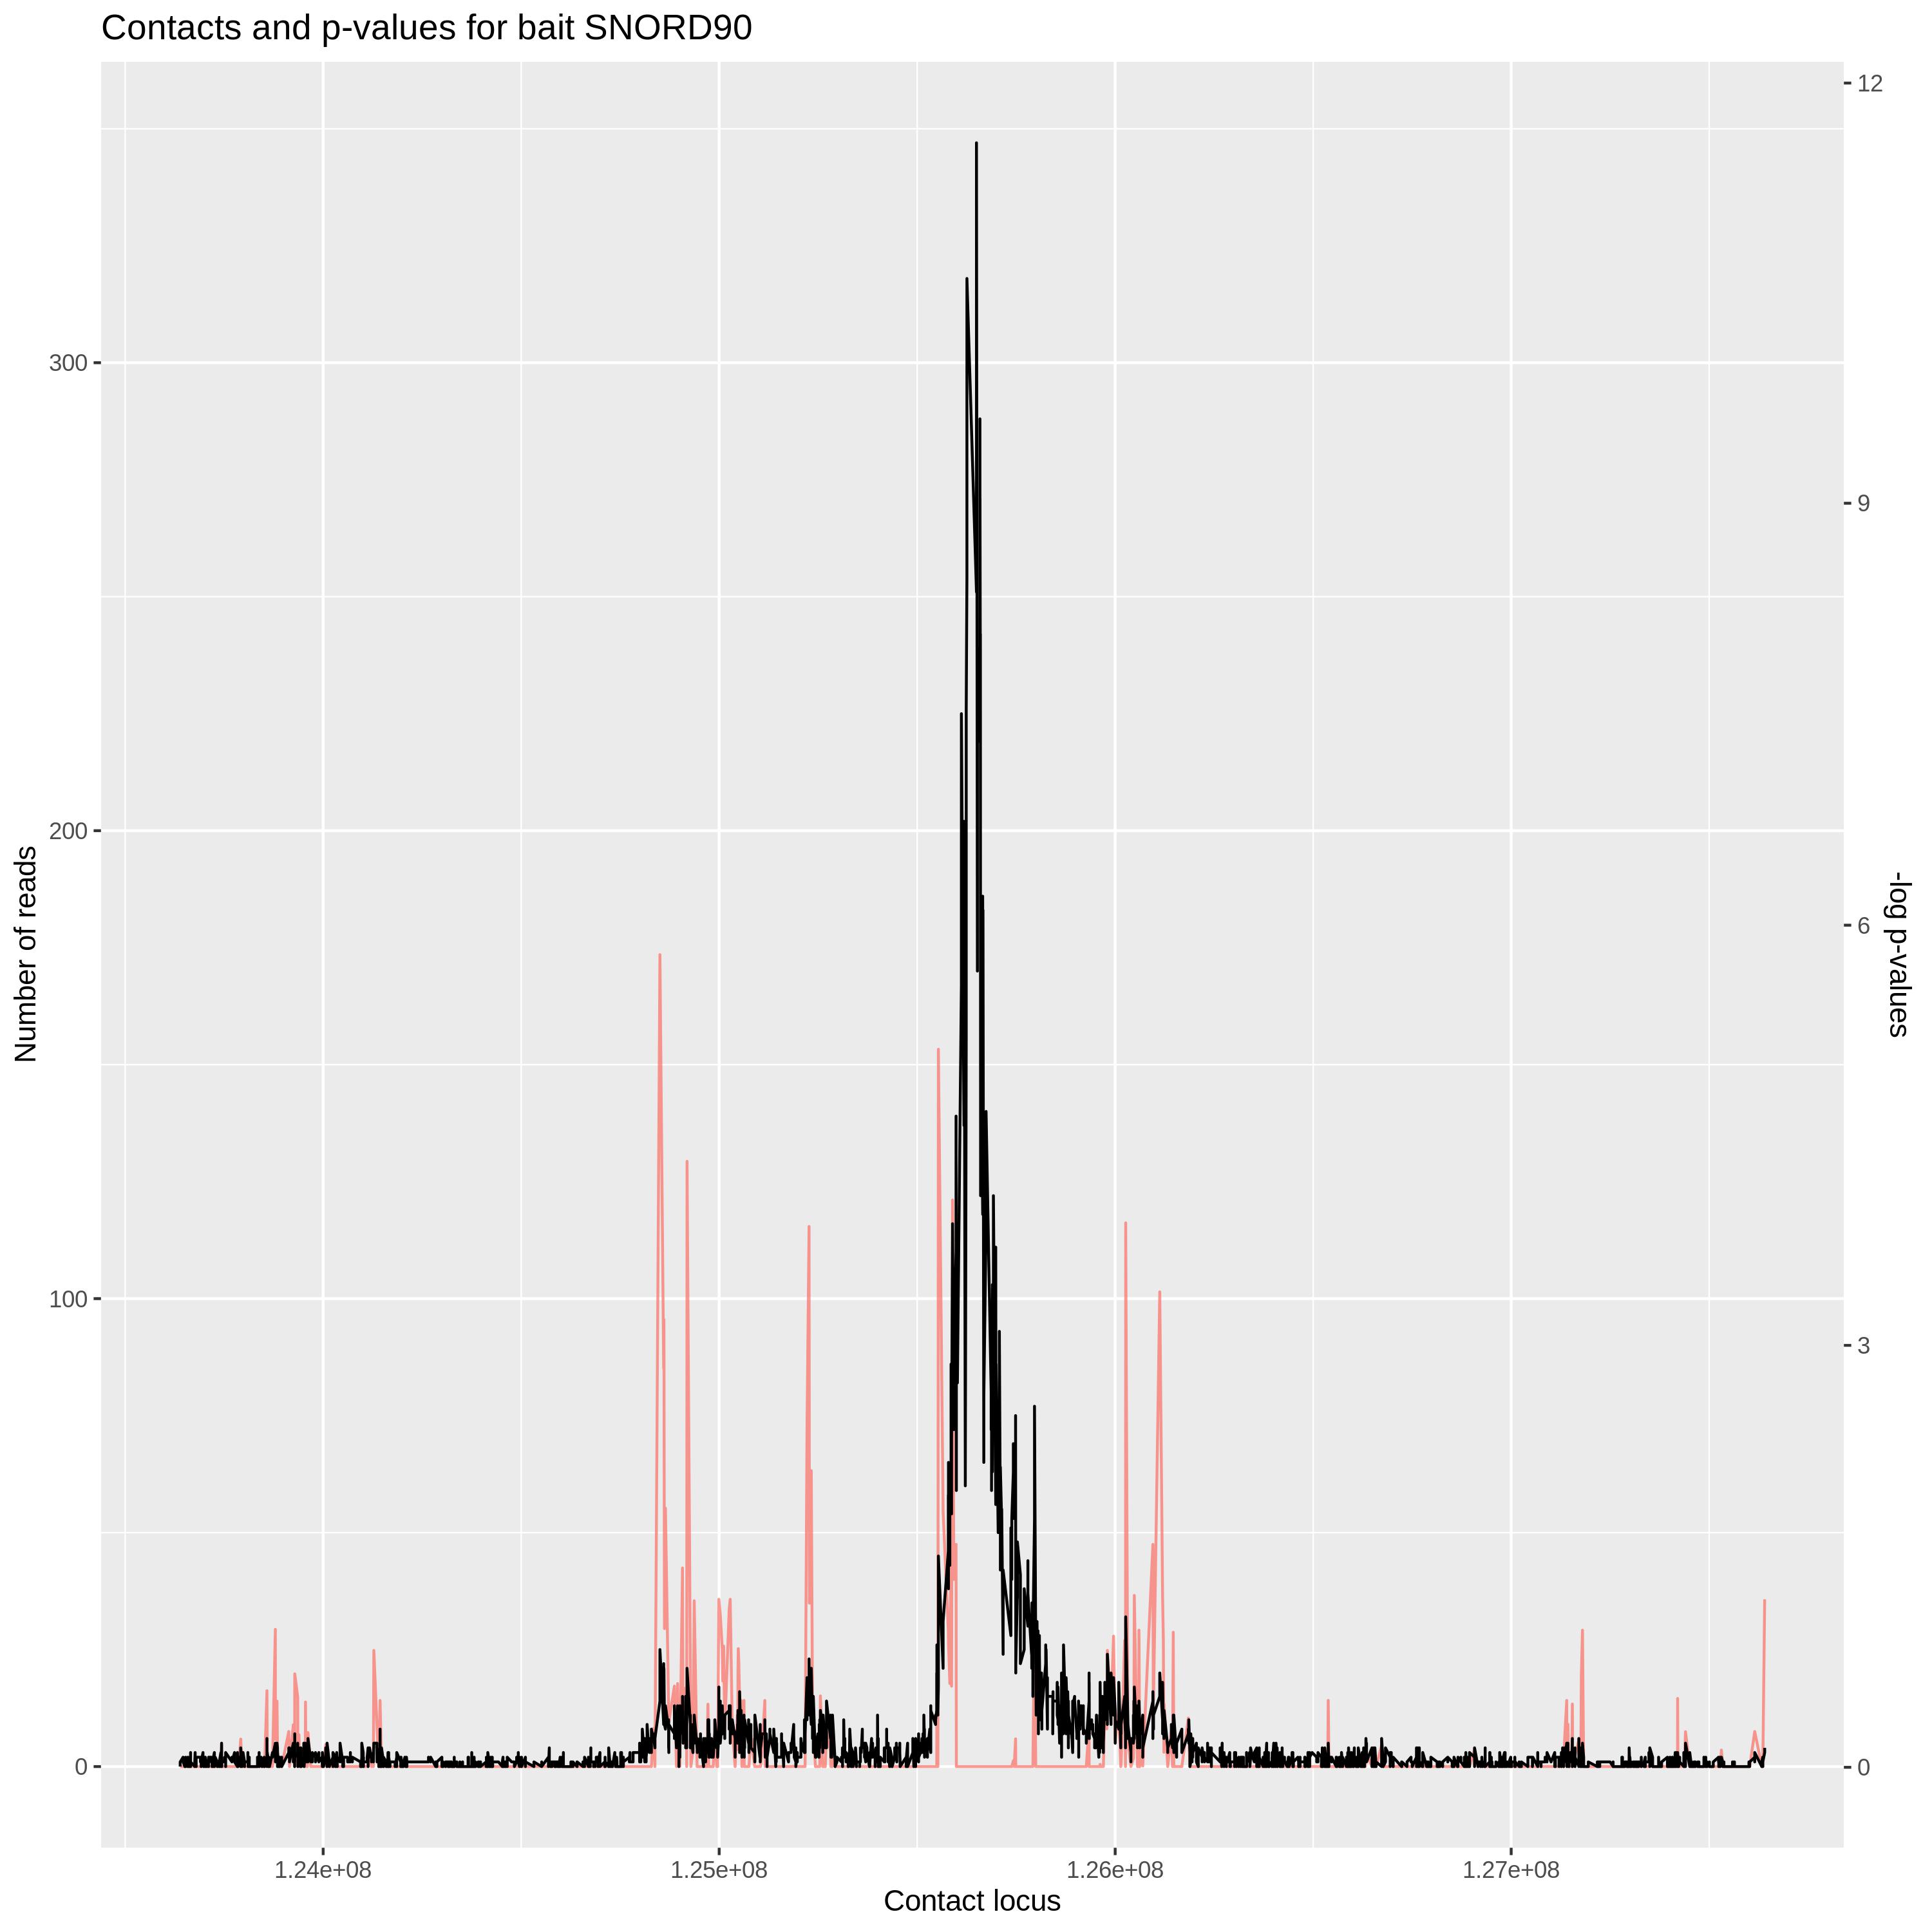 Contacts and p-values for bait SNORD90
Number of reads
300
200
100
0
12
9
6
3
0
-log p-values
1.24e+08
1.25e+08
1.26e+08
1.27e+08
Contact locus